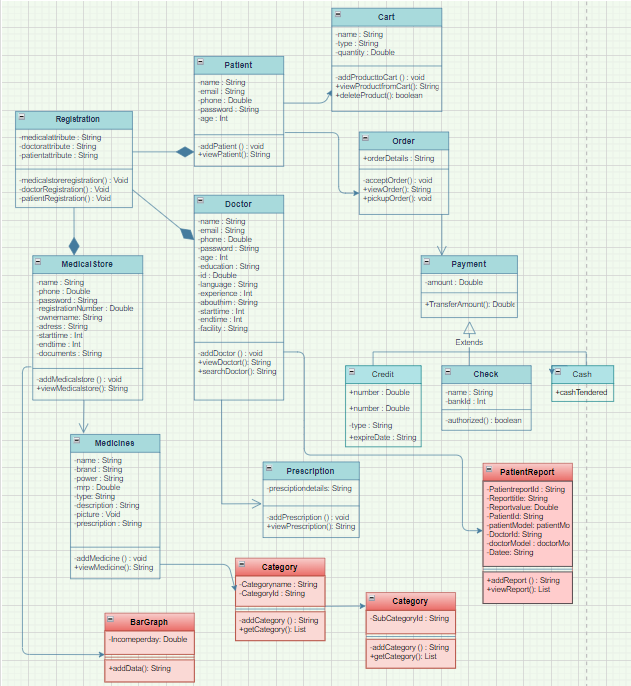 Cart
-name : String
-type : String
-quantity : Double
-addProducttoCart () : void
+viewProductfromCart(): String
+deleteProduct(): boolean
Patient
-name : String
-email : String
-phone : Double
-password : String
-age : Int
-addPatient () : void
+viewPatient(): String
Registration
-medicalattribute : String
-doctorattribute : String
-patientattribute : String
-medicalstoreregistration() : Void
-doctorRegistration() : Void
-patientRegistration() : Void
Order
+orderDetails : String
-acceptOrder() : void
+viewOrder(): String
+pickupOrder(): void
Doctor
-name : String
-email : String
-phone : Double
-password : String
-age : Int
-education : String
-id : Double
-language : String
-experience : Int
-abouthim : String
-starttime : Int
-endtime : Int
-facility : String
-addDoctor () : void
+viewDoctort(): String
+searchDoctor(): String
MedicalStore
-name : String
-phone : Double
-password : String
-registrationNumber : Double
-ownername: String
-adress : String
-starttime : Int
-endtime : Int
-documents : String
-addMedicalstore () : void
+viewMedicalstore(): String
Payment
-amount : Double
+TransferAmount(): Double
Extends
Credit
+number : Double
+number : Double
-type : String
+expireDate : String
Check
-name : String
-bankId : Int
-authorized() : boolean
Cash
+cashTendered
Medicines
-name : String
-brand : String
-power : String
-mrp : Double
-type: String
-description : String
-picture : Void
-prescription : String
-addMedicine () : void
+viewMedicine(): String
Prescription
-presciptiondetails: String
-addPrescription () : void
+viewPrescription(): String
PatientReport
-PatientreportId : String
-Reporttitle: String
-Reportvalue: Double
-PatientId: String
-patientModel: patientMo
-DoctorId: String
-doctorModel : doctorMo
-Datee: String
+addReport () : String
+viewReport(): List
Category
-Categoryname : String
-CategoryId : String
-addCategory () : String
+getCategory(): List
Category
-SubCategoryId : String
-addCategory () : String
+getCategory(): List
BarGraph
-Incomeperday: Double
+addData(): String